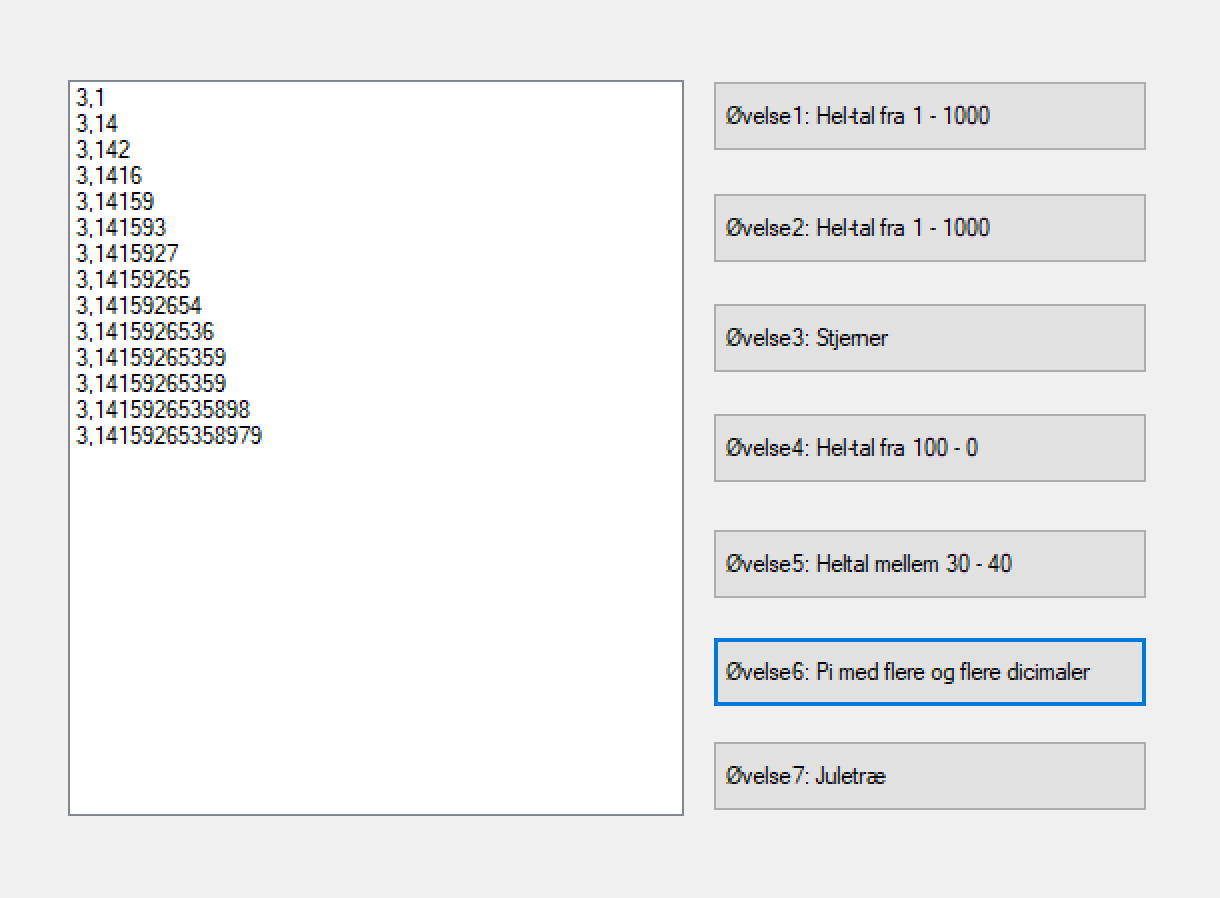 3,1
3,14
3,142
3,1416
3,14159
3,141593
3,1415927
3,14159265
3,141592654
3,1415926536
3,14159265359
3,14159265359
3,1415926535898
3,14159265358979
Øvelse1: Hel-tal fra 1 - 1000
Øvelse2: Hel-tal fra 1 - 1000
Øvelse3: Stjerner
Øvelse4: Hel-tal fra 100 - 0
Øvelse5: Heltal mellem 30 - 40
Øvelse6: Pi med flere og flere dicimaler
Øvelse7: Juletræ